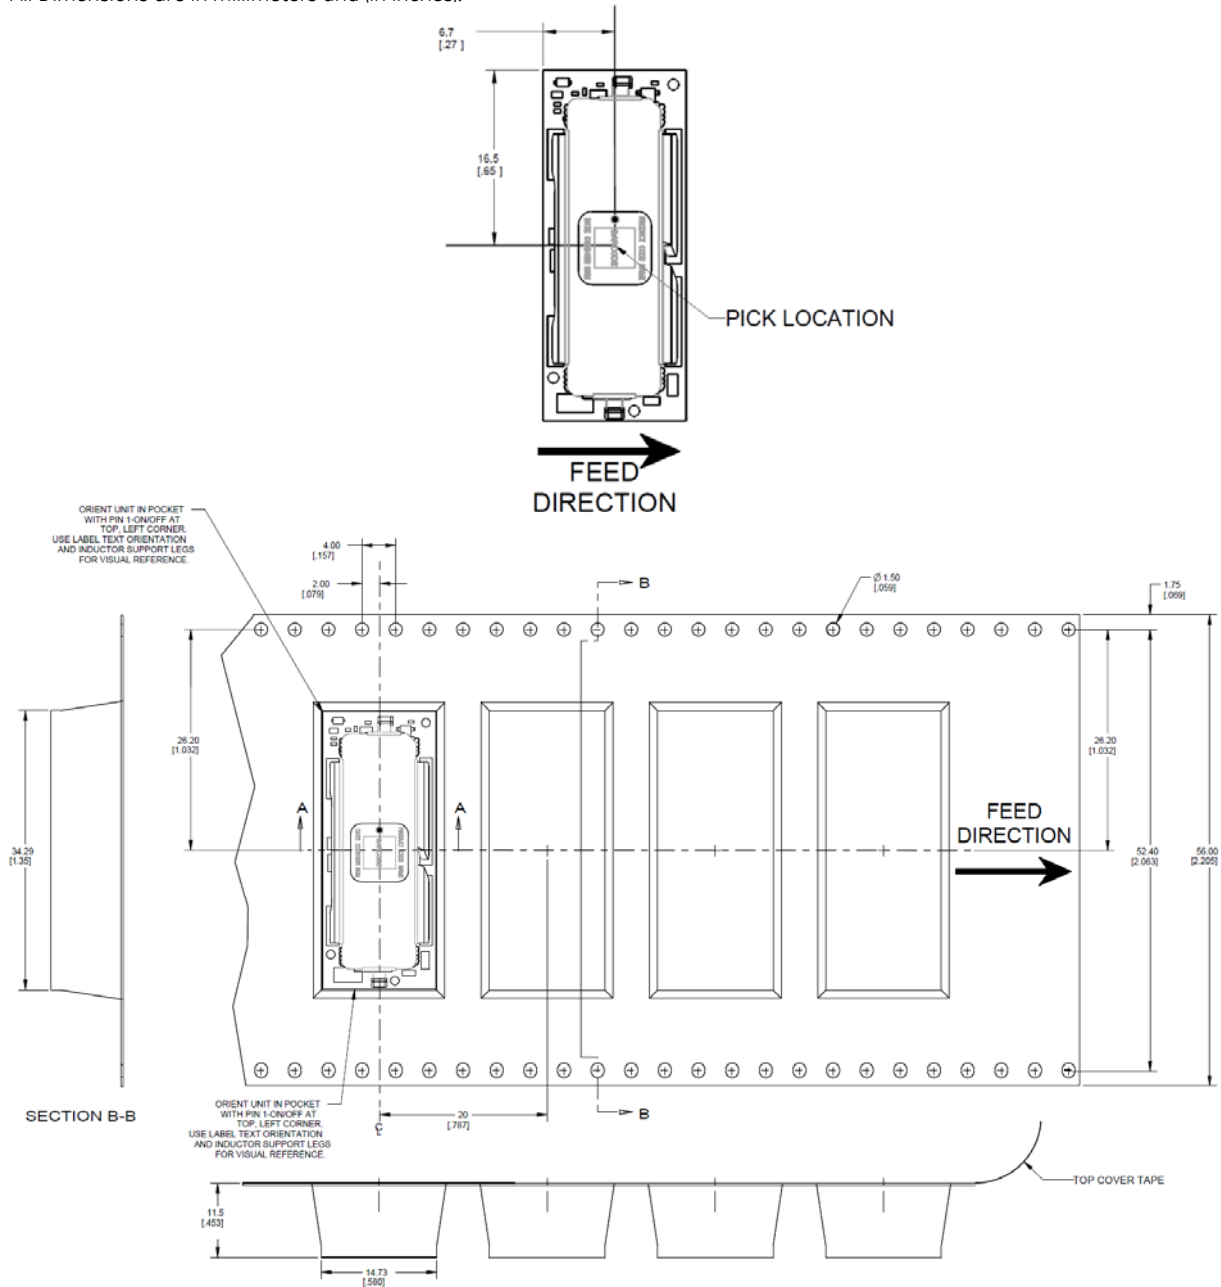 All Dimensions are in millimeters and (in inches).
6.7
[.27 ]
16.5
[.65 ]
PICK LOCATION
FEED
DIRECTION
ORIENT UNIT IN POCKET
WITH PIN 1-ON/OFF AT
TOP, LEFT CORNER.
USE LABEL TEXT ORIENTATION
AND INDUCTOR SUPPORT LEGS
FOR VISUAL REFERENCE.
4.00
[.157]
2.00
[.079]
B
Ø 1.50
[.059]
1.75
[.069]
26.20
[1.032]
26.20
[1.032]
A
A
FEED
DIRECTION
34.29
[1.35]
52.40
[2.063]
56.00
[2.205]
SECTION B-B
ORIENT UNIT IN POCKET
WITH PIN 1-ON/OFF AT
TOP, LEFT CORNER.
USE LABEL TEXT ORIENTATION
AND INDUCTOR SUPPORT LEGS
FOR VISUAL REFERENCE.
20
[.787]
B
TOP COVER TAPE
11.5
[.453]
14.73
[.580]